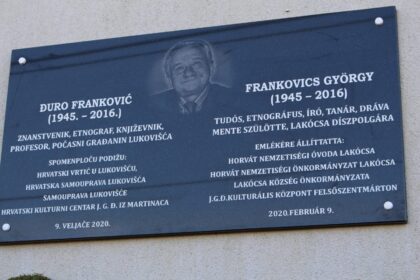 ĐURO FRANKOVIĆ
(1945. – 2016.)
ZNANSTVENIK, ETNOGRAF, KNJIŽEVNIK,
PROFESOR, POČASNI GRAĐANIN LUKOVIŠĆA
SPOMENPLOČU PODIŽU:
HRVATSKI VRTIĆ U LUKOVIŠĆU,
HRVATSKA SAMOUPRAVA LUKOVIŠĆA
SAMOUPRAVA LUKOVIŠĆE
HRVATSKI KULTURNI CENTAR J. G. Đ. IZ MARTINACA
9. VELJAČE 2020.
FRANKOVICS GYÖRGY
(1945 – 2016)
TUDÓS, ETNOGRÁFUS, ÍRÓ, TANÁR, DRÁVA
MENTE SZÜLÖTTE, LAKÓCSA DÍSZPOLGÁRA
EMLÉKÉRE ÁLLÍTTATTA:
HORVÁT NEMZETISÉGI ÓVODA LAKÓCSA
HORVÁT NEMZETISÉGI ÖNKORMÁNYZAT LAKÓCSA
LAKÓCSA KÖZSÉG ÖNKORMÁNYZATA
J.G.Đ.KULTURÁLIS KÖZPONT FELSŐSZENTMÁRTON
2020.FEBRUÁR 9.